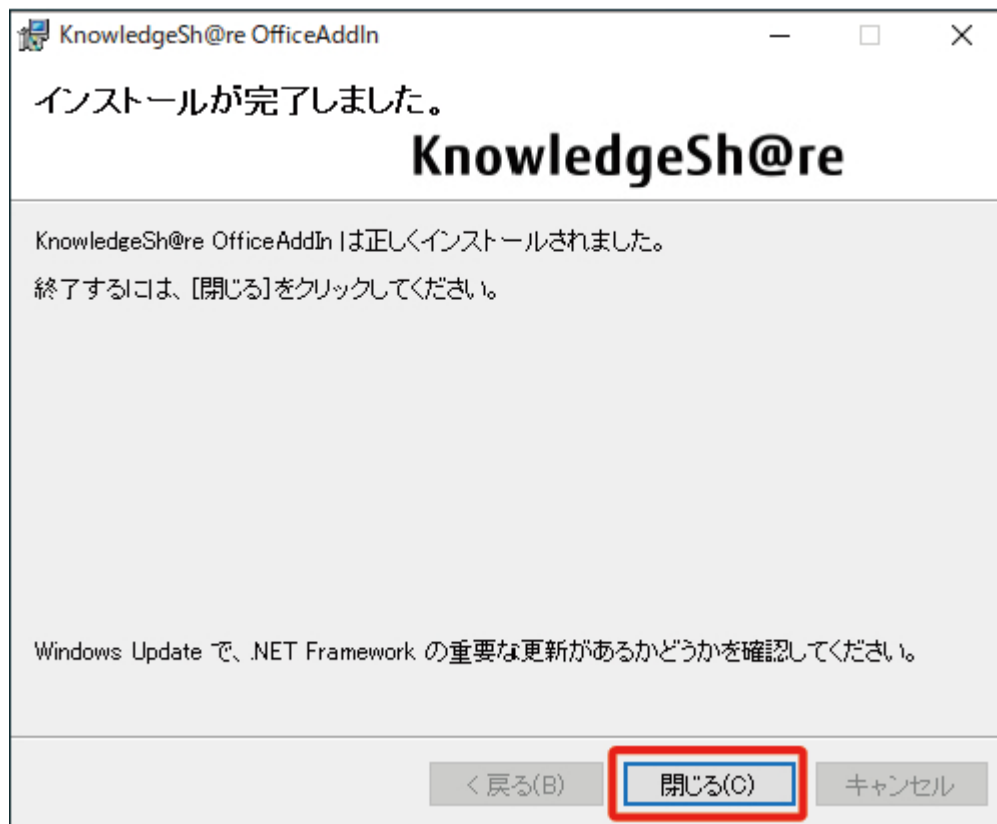 KnowledgeSh@re OfficeAddIn
インストールが完了しました。
KnowledgeSh@re
KnowledgeSh@re OfficeAddIn は正しくインストールされました。
終了するには、[閉じる]をクリックしてください。
Windows Update で、.NET Framework の重要な更新があるかどうかを確認してください。
< 戻る(B)
閉じる(C)
キャンセル